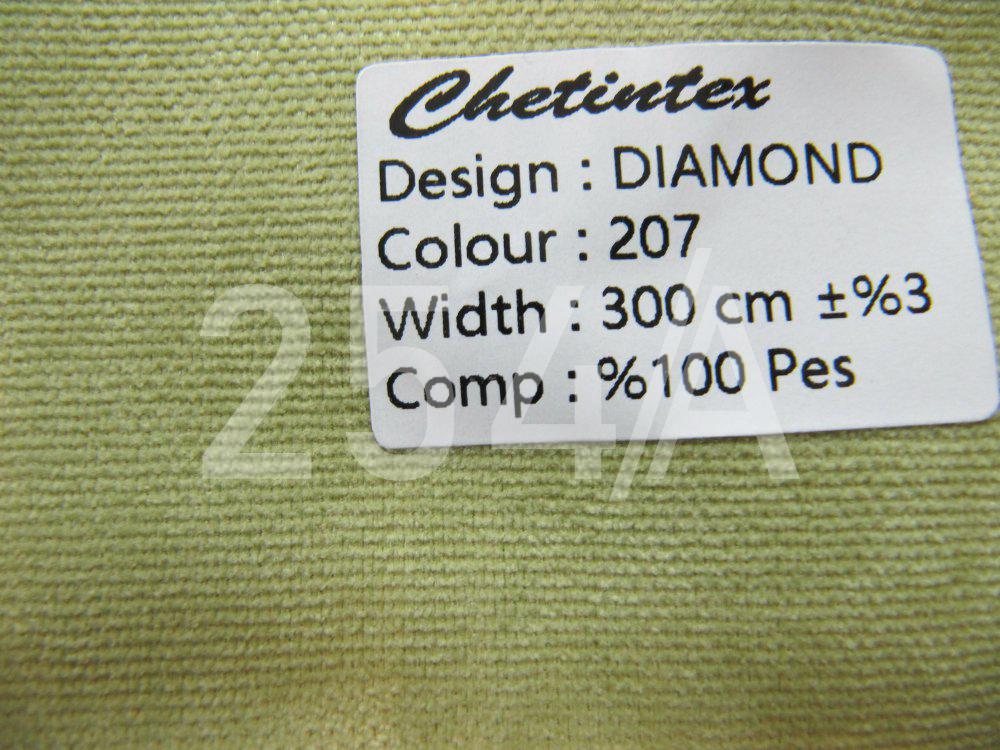 Chetintex
Design : DIAMOND
Colour : 207
Width : 300 cm ±%3
Comp : %100 Pes
254/A